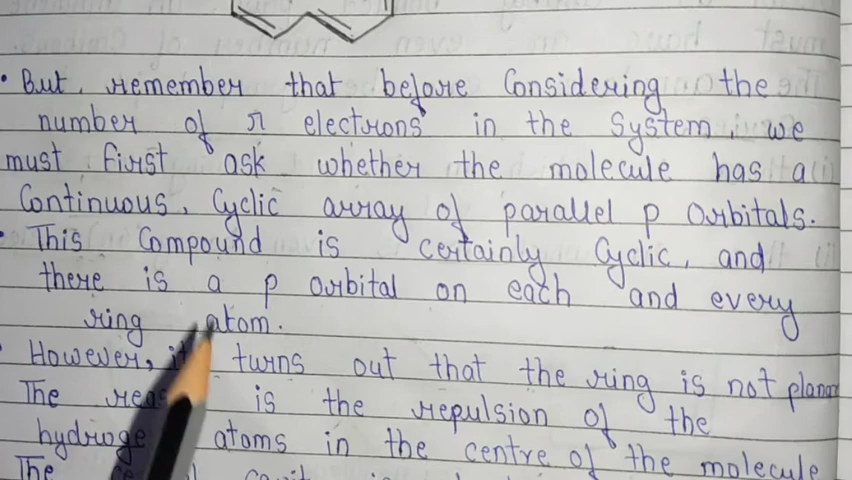 • But, remember that before Considering the
number of π electrons in the System, we
must first ask whether the molecule has a
Continuous, Cyclic array of parallel p Orbitals.
• This Compound is certainly Cyclic, and
there is a p orbital on each and every
ring atom.
• However, it turns out that the ring is not planar
The is the repulsion of the
atoms in the centre of the molecule
The